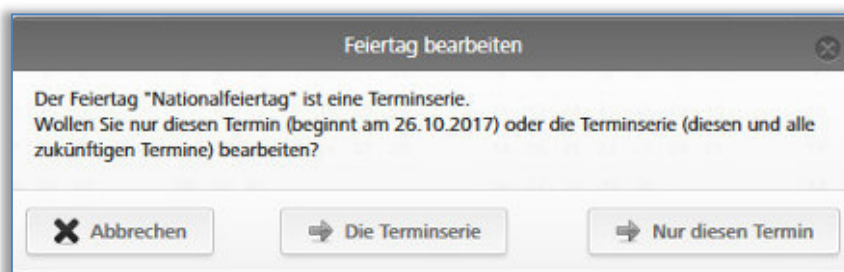 Feiertag bearbeiten
Der Feiertag "Nationalfeiertag" ist eine Terminserie.
Wollen Sie nur diesen Termin (beginnt am 26.10.2017) oder die Terminserie (diesen und alle
zukünftigen Termine) bearbeiten?
Abbrechen Die Terminserie Nur diesen Termin